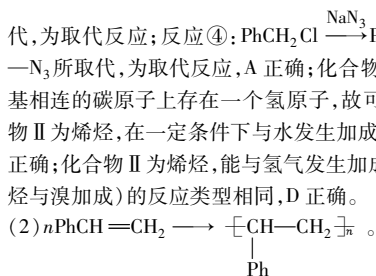 代,为取代反应;反应④:PhCH₂Cl NaN₃ →
—N₃所取代,为取代反应,A 正确;化合物
基相连的碳原子上存在一个氢原子,故可
物Ⅱ为烯烃,在一定条件下与水发生加成
正确;化合物Ⅱ为烯烃,能与氢气发生加成
烃与溴加成)的反应类型相同,D 正确。
(2)nPhCH=CH₂ → ⁅CH—CH₂⁆ₙ 。
Ph